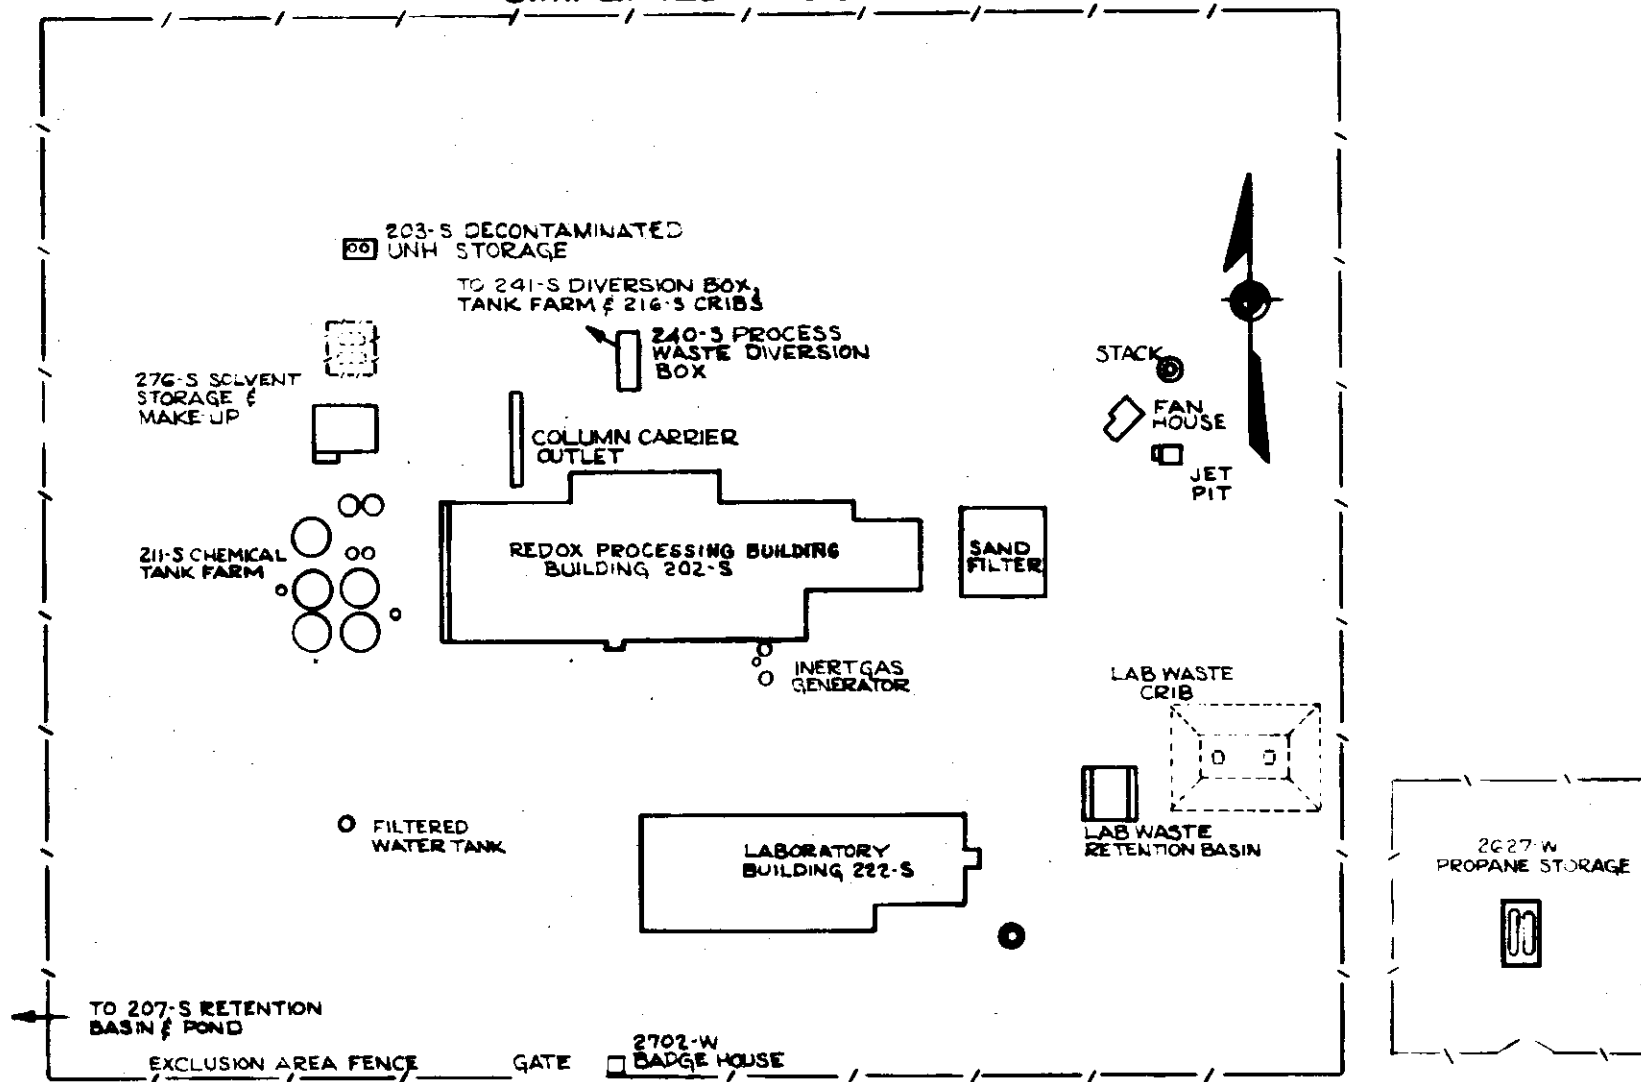 203-S DECONTAMINATED
UNH STORAGE
TO 241-S DIVERSION BOX,
TANK FARM & 216-S CRIBS
240-S PROCESS
WASTE DIVERSION
BOX
276-S SOLVENT
STORAGE &
MAKE-UP
COLUMN CARRIER
OUTLET
STACK
FAN
HOUSE
JET
PIT
211-S CHEMICAL
TANK FARM
REDOX PROCESSING BUILDING
BUILDING 202-S
SAND
FILTER
INERT GAS
GENERATOR
LAB WASTE
CRIB
FILTERED
WATER TANK
LABORATORY
BUILDING 222-S
LAB WASTE
RETENTION BASIN
2627-W
PROPANE STORAGE
TO 207-S RETENTION
BASIN & POND
EXCLUSION AREA FENCE
GATE
2702-W
BADGE HOUSE